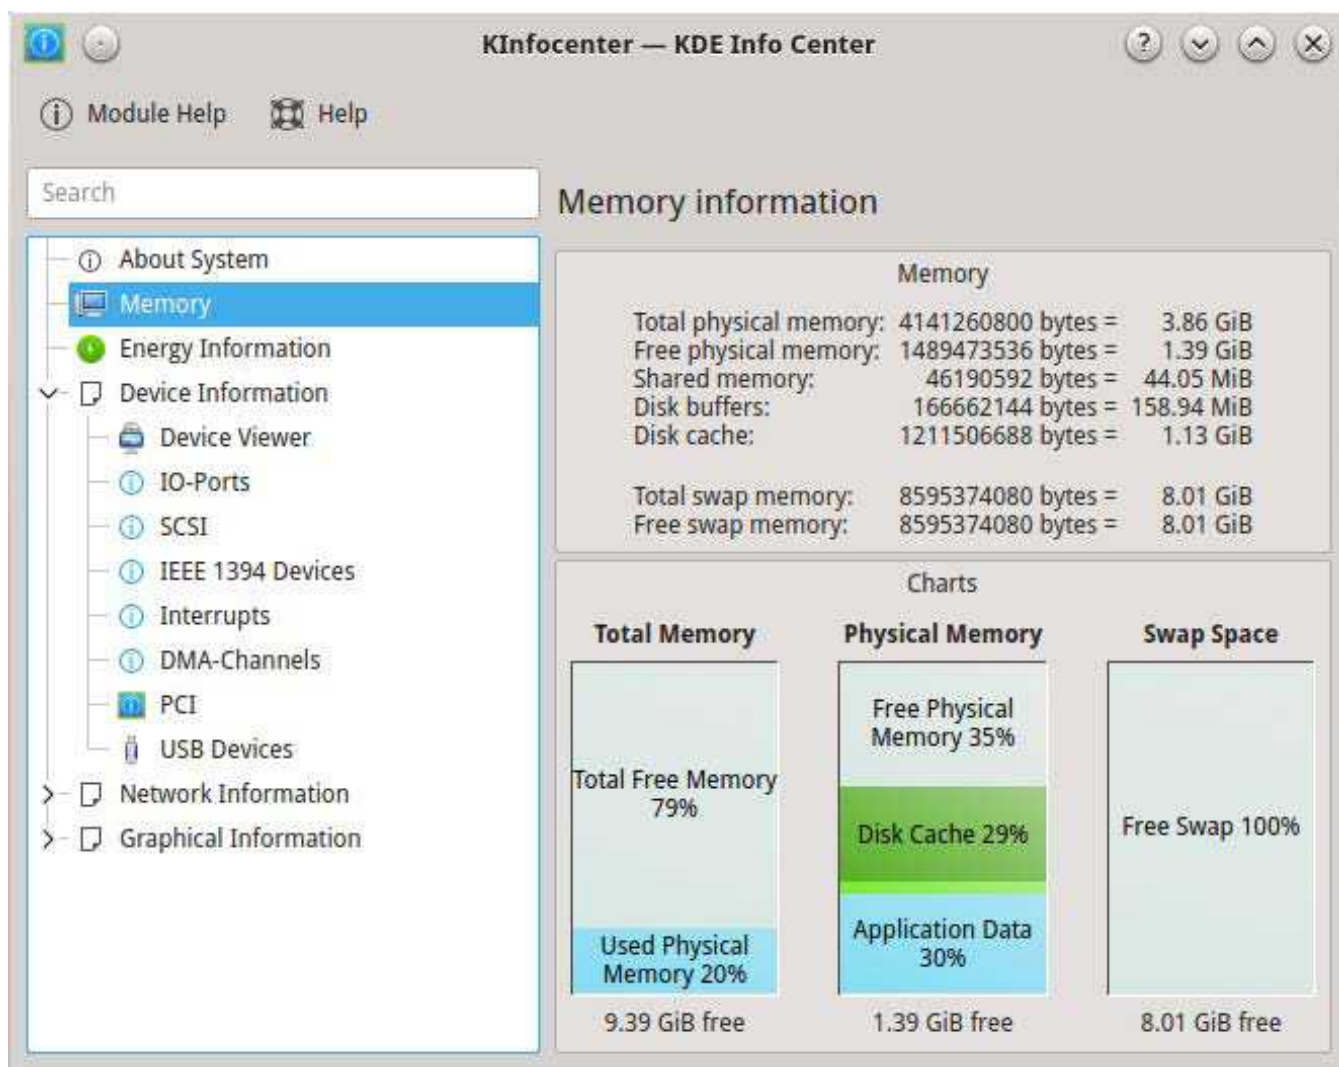 KInfocenter — KDE Info Center
Module Help Help
Search
Memory information
About System
Memory
Energy Information
Device Information
Device Viewer
IO-Ports
SCSI
IEEE 1394 Devices
Interrupts
DMA-Channels
PCI
USB Devices
Network Information
Graphical Information
Memory
Total physical memory: 4141260800 bytes = 3.86 GiB
Free physical memory: 1489473536 bytes = 1.39 GiB
Shared memory: 46190592 bytes = 44.05 MiB
Disk buffers: 166662144 bytes = 158.94 MiB
Disk cache: 1211506688 bytes = 1.13 GiB
Total swap memory: 8595374080 bytes = 8.01 GiB
Free swap memory: 8595374080 bytes = 8.01 GiB
Charts
Total Memory
Total Free Memory
79%
Used Physical
Memory 20%
9.39 GiB free
Physical Memory
Free Physical
Memory 35%
Disk Cache 29%
Application Data
30%
1.39 GiB free
Swap Space
Free Swap 100%
8.01 GiB free